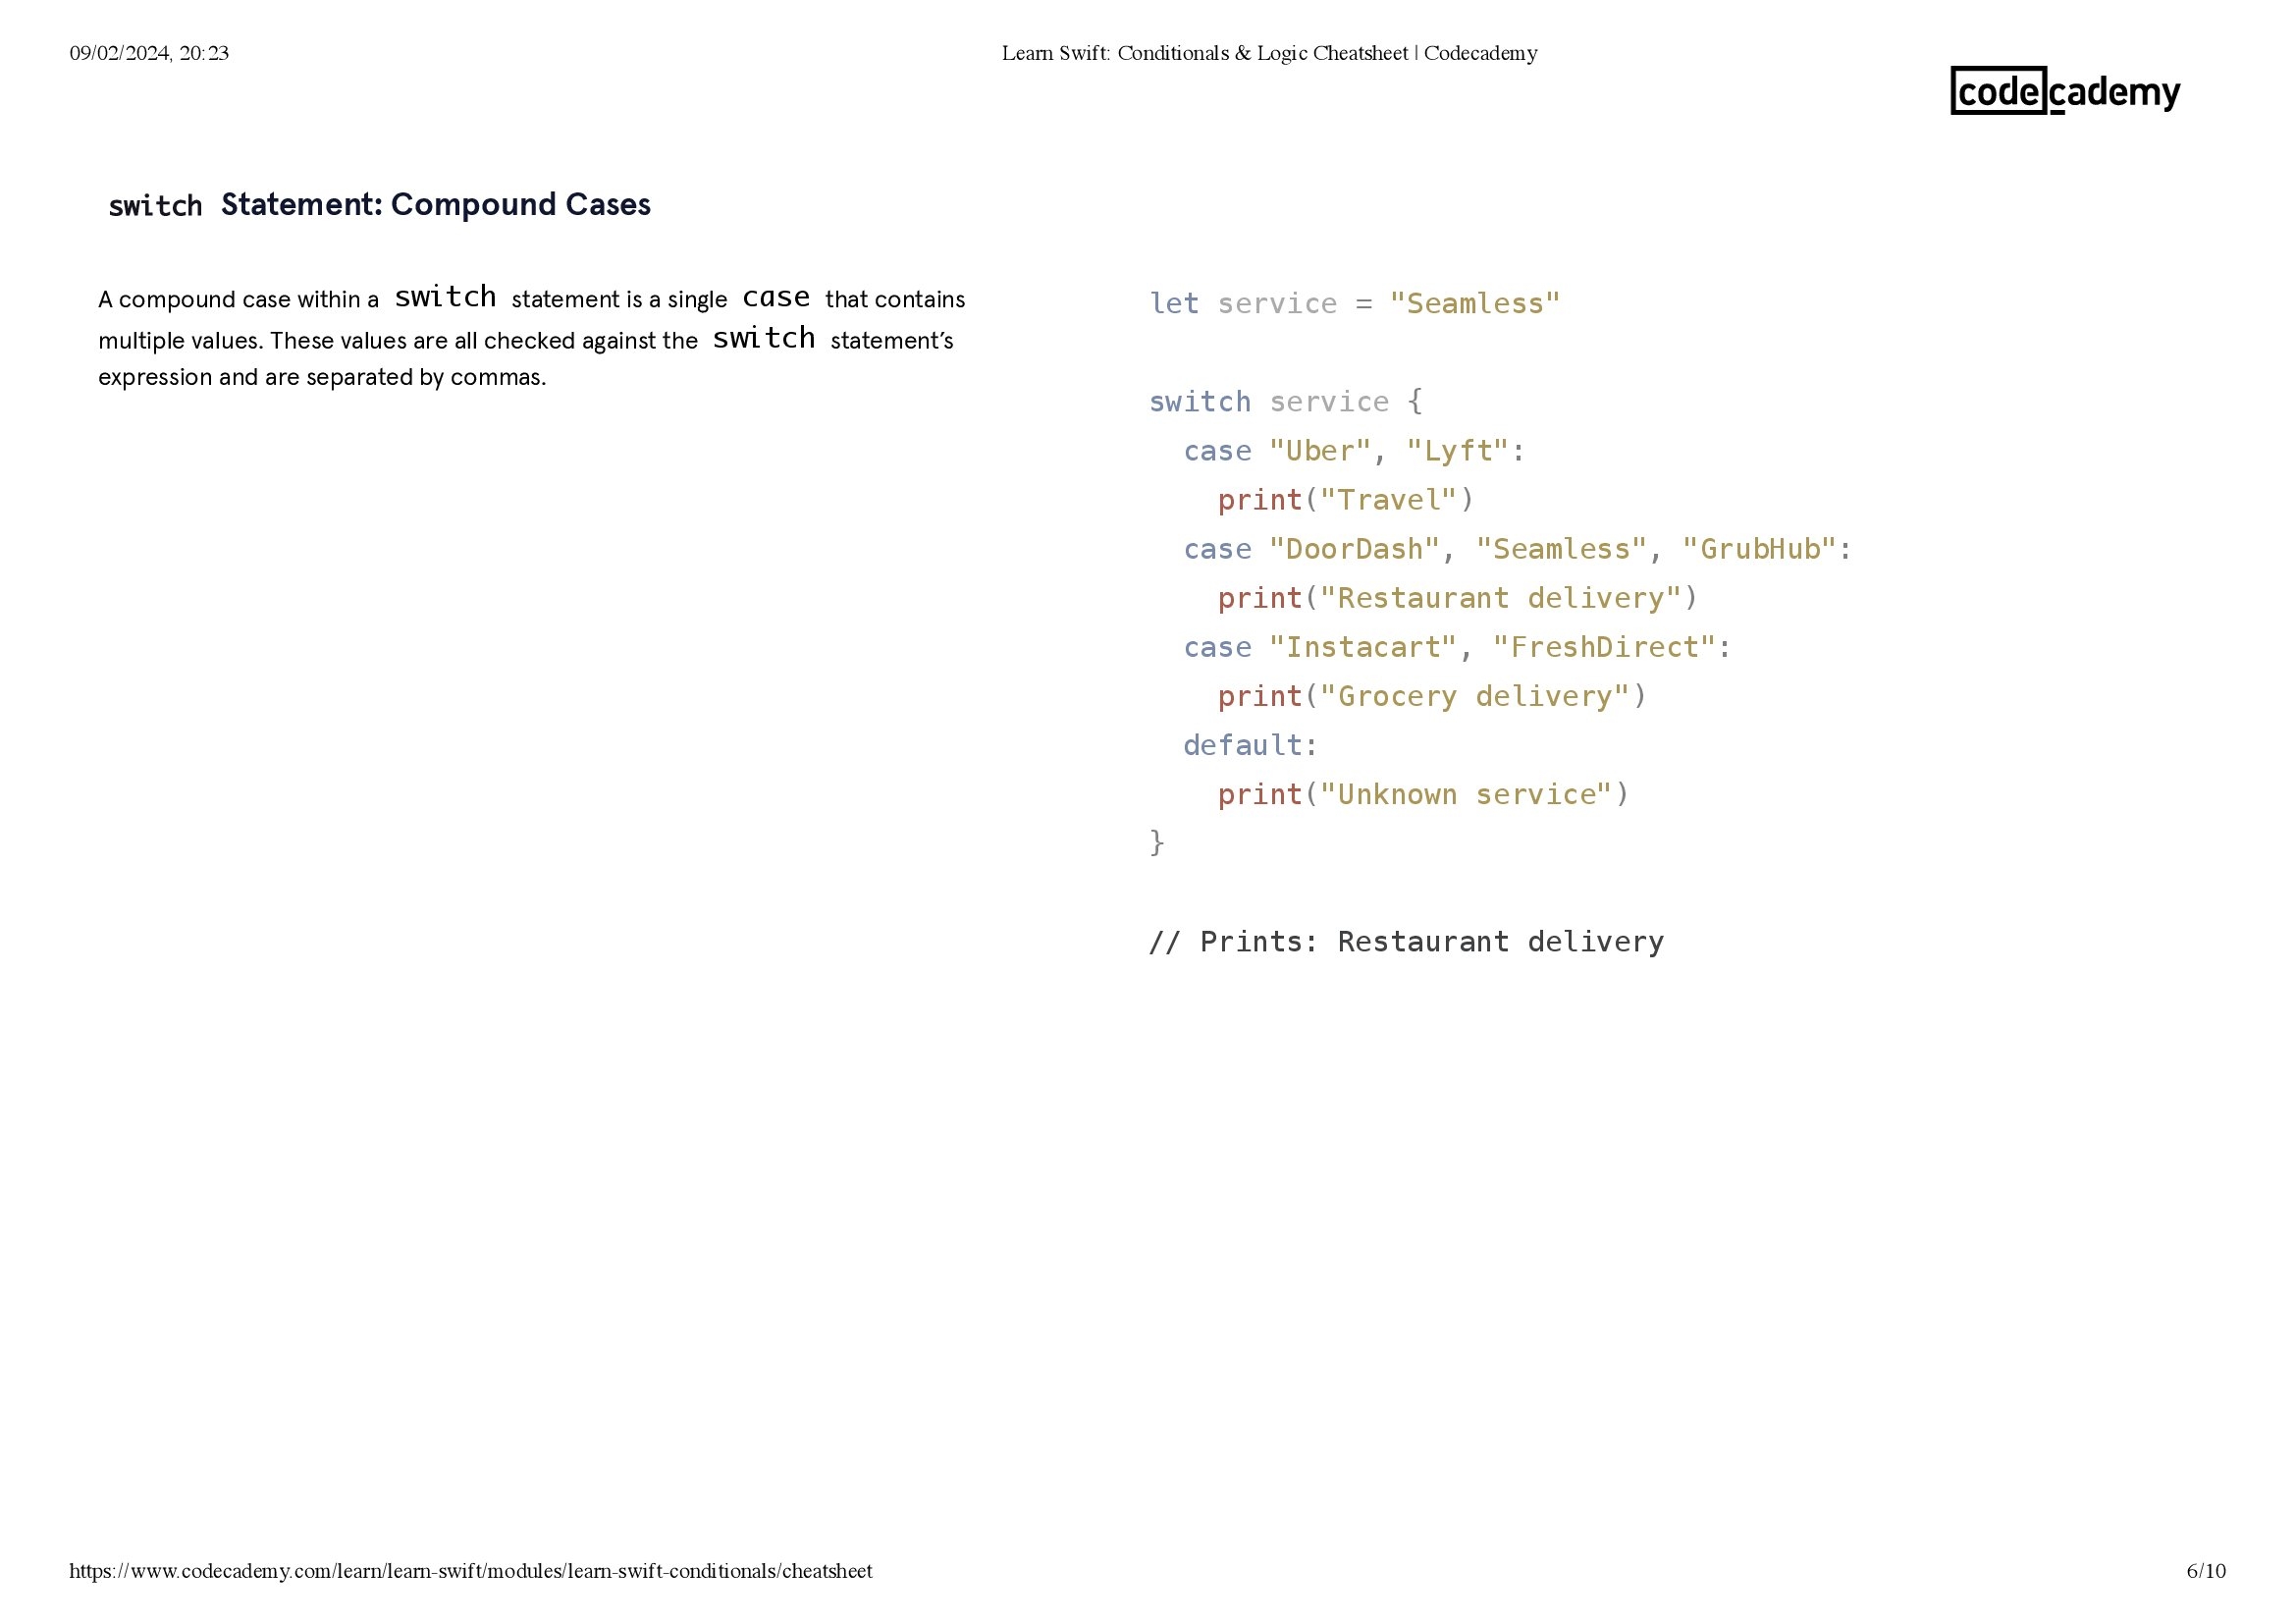 09/02/2024, 20:23
Learn Swift: Conditionals & Logic Cheatsheet | Codecademy
codecademy
switch Statement: Compound Cases
A compound case within a switch statement is a single case that contains
multiple values. These values are all checked against the switch statement’s
expression and are separated by commas.
let service = "Seamless"
switch service {
  case "Uber", "Lyft":
    print("Travel")
  case "DoorDash", "Seamless", "GrubHub":
    print("Restaurant delivery")
  case "Instacart", "FreshDirect":
    print("Grocery delivery")
  default:
    print("Unknown service")
}
// Prints: Restaurant delivery
https://www.codecademy.com/learn/learn-swift/modules/learn-swift-conditionals/cheatsheet
6/10